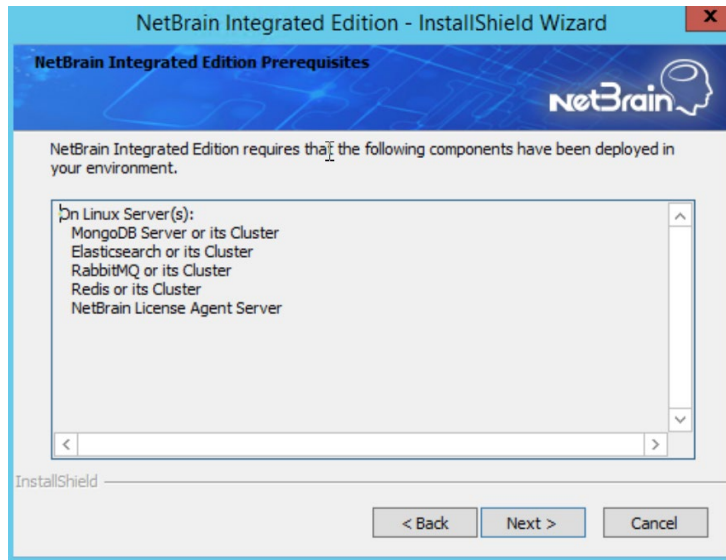 NetBrain Integrated Edition - InstallShield Wizard
x
NetBrain Integrated Edition Prerequisites
NetBrain
NetBrain Integrated Edition requires that the following components have been deployed in
your environment.
On Linux Server(s):
MongoDB Server or its Cluster
Elasticsearch or its Cluster
RabbitMQ or its Cluster
Redis or its Cluster
NetBrain License Agent Server
InstallShield
< Back Next > Cancel